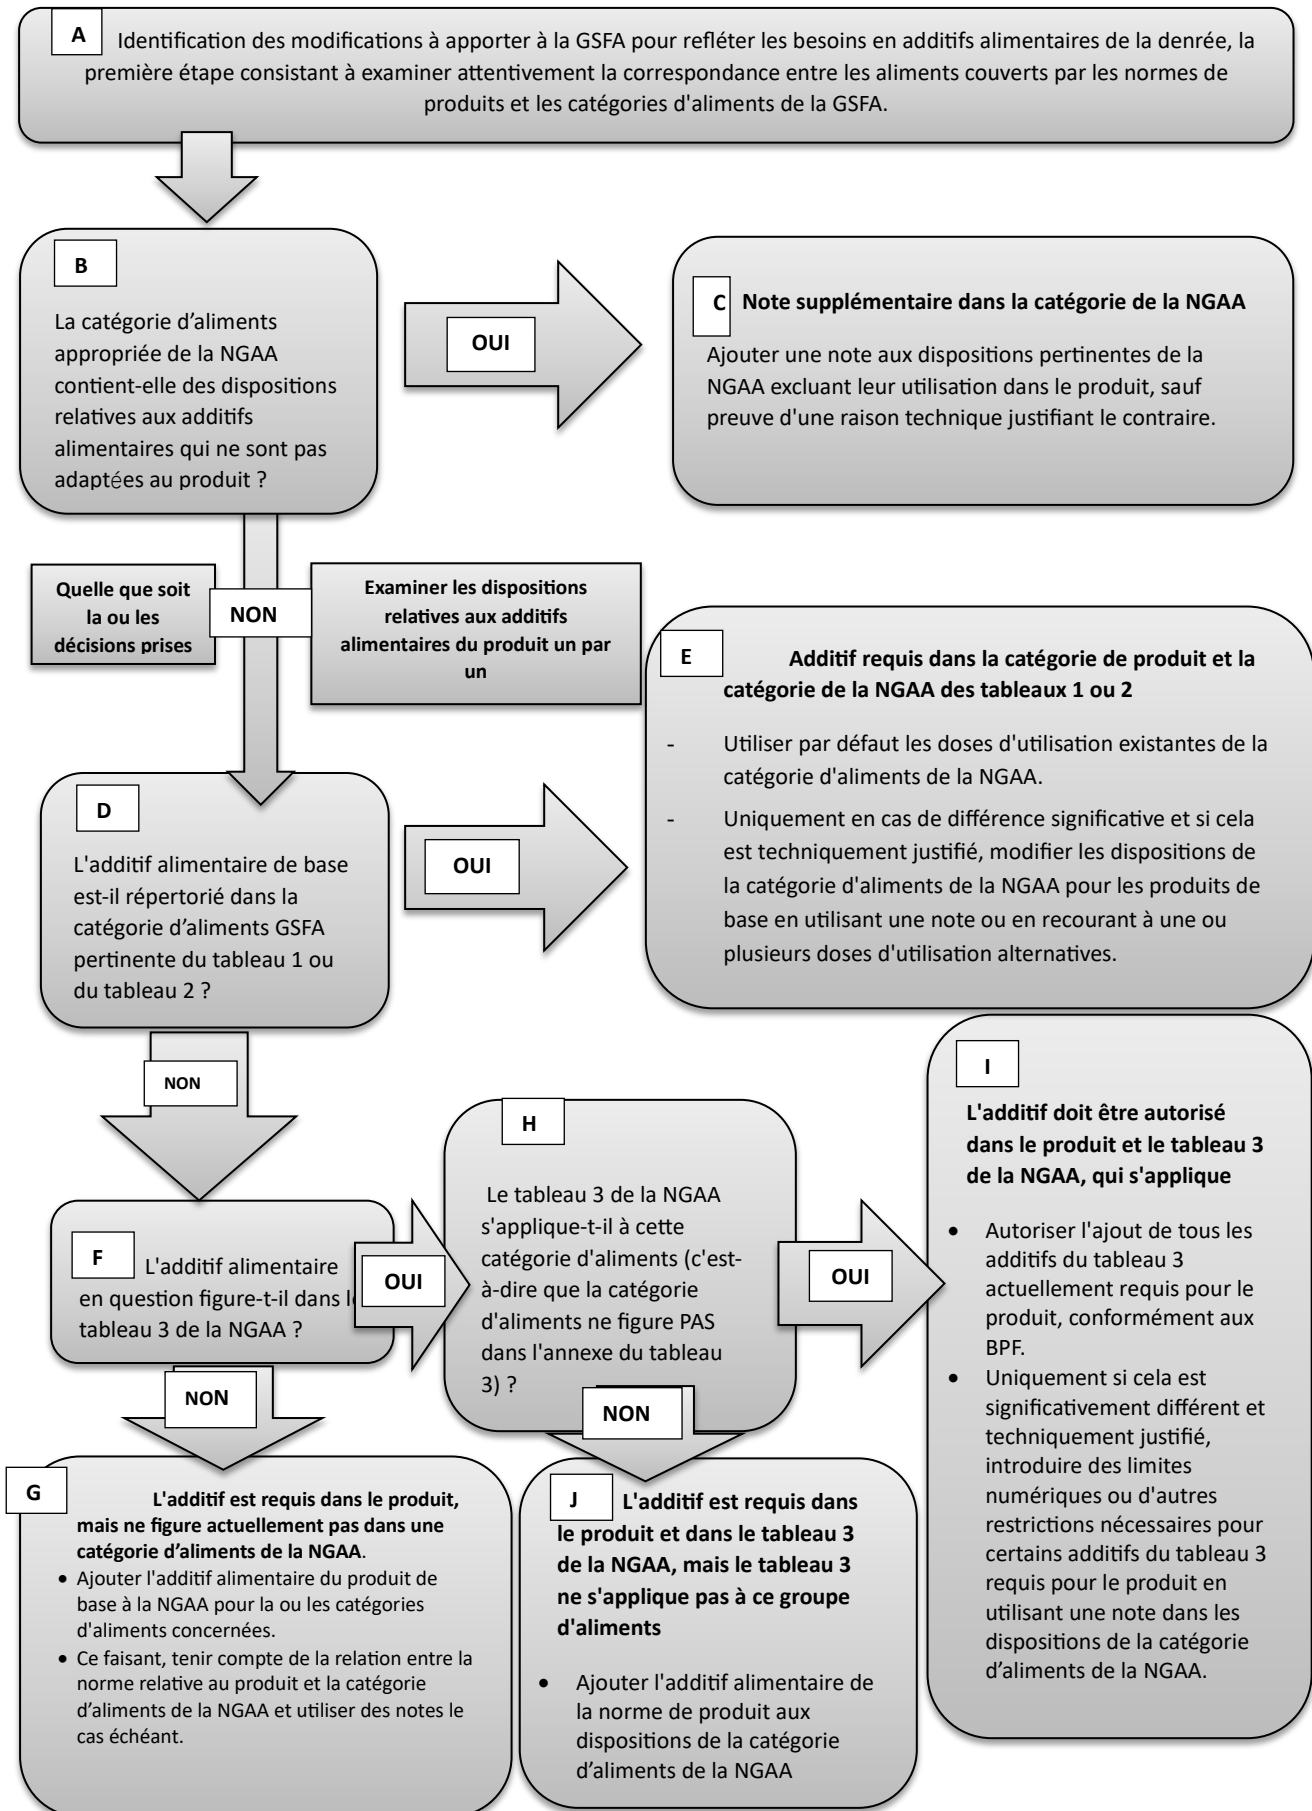 A
Identification des modifications à apporter à la GSFA pour refléter les besoins en additifs alimentaires de la denrée, la
première étape consistant à examiner attentivement la correspondance entre les aliments couverts par les normes de
produits et les catégories d'aliments de la GSFA.
B
La catégorie d’aliments
appropriée de la NGAA
contient-elle des dispositions
relatives aux additifs
alimentaires qui ne sont pas
adaptées au produit ?
OUI
C
Note supplémentaire dans la catégorie de la NGAA
Ajouter une note aux dispositions pertinentes de la
NGAA excluant leur utilisation dans le produit, sauf
preuve d'une raison technique justifiant le contraire.
Quelle que soit
la ou les
décisions prises
NON
Examiner les dispositions
relatives aux additifs
alimentaires du produit un par
un
D
L'additif alimentaire de base
est-il répertorié dans la
catégorie d’aliments GSFA
pertinente du tableau 1 ou
du tableau 2 ?
OUI
E
Additif requis dans la catégorie de produit et la
catégorie de la NGAA des tableaux 1 ou 2
- Utiliser par défaut les doses d'utilisation existantes de la
catégorie d'aliments de la NGAA.
- Uniquement en cas de différence significative et si cela
est techniquement justifié, modifier les dispositions de
la catégorie d'aliments de la NGAA pour les produits de
base en utilisant une note ou en recourant à une ou
plusieurs doses d'utilisation alternatives.
NON
F
L'additif alimentaire
en question figure-t-il dans
tableau 3 de la NGAA ?
OUI
H
Le tableau 3 de la NGAA
s'applique-t-il à cette
catégorie d'aliments (c'est-
à-dire que la catégorie
d'aliments ne figure PAS
dans l'annexe du tableau
3) ?
OUI
I
L'additif doit être autorisé
dans le produit et le tableau 3
de la NGAA, qui s'applique
• Autoriser l'ajout de tous les
additifs du tableau 3
actuellement requis pour le
produit, conformément aux
BPF.
• Uniquement si cela est
significativement différent et
techniquement justifié,
introduire des limites
numériques ou d'autres
restrictions nécessaires pour
certains additifs du tableau 3
requis pour le produit en
utilisant une note dans les
dispositions de la catégorie
d’aliments de la NGAA.
NON
NON
G
L'additif est requis dans le produit,
mais ne figure actuellement pas dans une
catégorie d’aliments de la NGAA.
• Ajouter l'additif alimentaire du produit de
base à la NGAA pour la ou les catégories
d'aliments concernées.
• Ce faisant, tenir compte de la relation entre la
norme relative au produit et la catégorie
d’aliments de la NGAA et utiliser des notes le
cas échéant.
J
L'additif est requis dans
le produit et dans le tableau 3
de la NGAA, mais le tableau 3
ne s'applique pas à ce groupe
d'aliments
• Ajouter l'additif alimentaire de
la norme de produit aux
dispositions de la catégorie
d’aliments de la NGAA